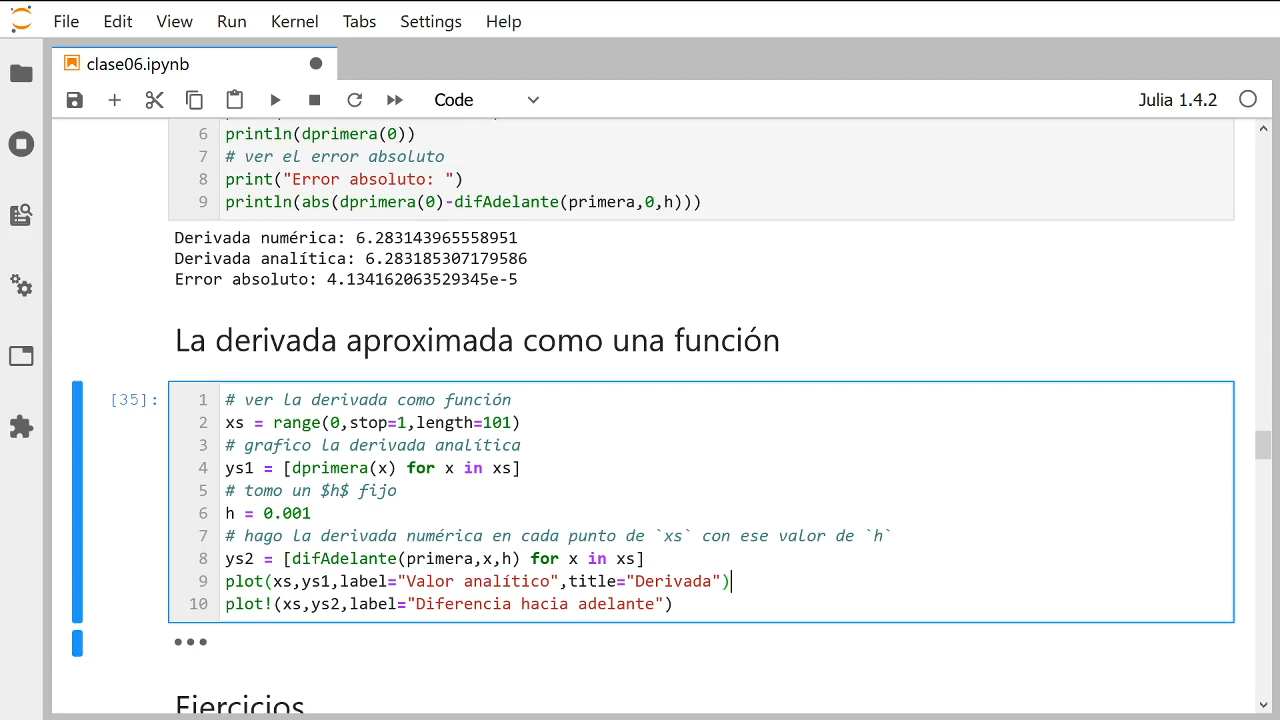 File Edit View Run Kernel Tabs Settings Help
clase06.ipynb
Code
Julia 1.4.2
6 println(dprimera(0))
7 # ver el error absoluto
8 print("Error absoluto: ")
9 println(abs(dprimera(0)-difAdelante(primera,0,h)))
Derivada numérica: 6.283143965558951
Derivada analítica: 6.283185307179586
Error absoluto: 4.134162063529345e-5
La derivada aproximada como una función
[35]:
1 # ver la derivada como función
2 xs = range(0,stop=1,length=101)
3 # grafico la derivada analítica
4 ys1 = [dprimera(x) for x in xs]
5 # tomo un $h$ fijo
6 h = 0.001
7 # hago la derivada numérica en cada punto de `xs` con ese valor de `h`
8 ys2 = [difAdelante(primera,x,h) for x in xs]
9 plot(xs,ys1,label="Valor analítico",title="Derivada")
10 plot!(xs,ys2,label="Diferencia hacia adelante")
Ejercicios